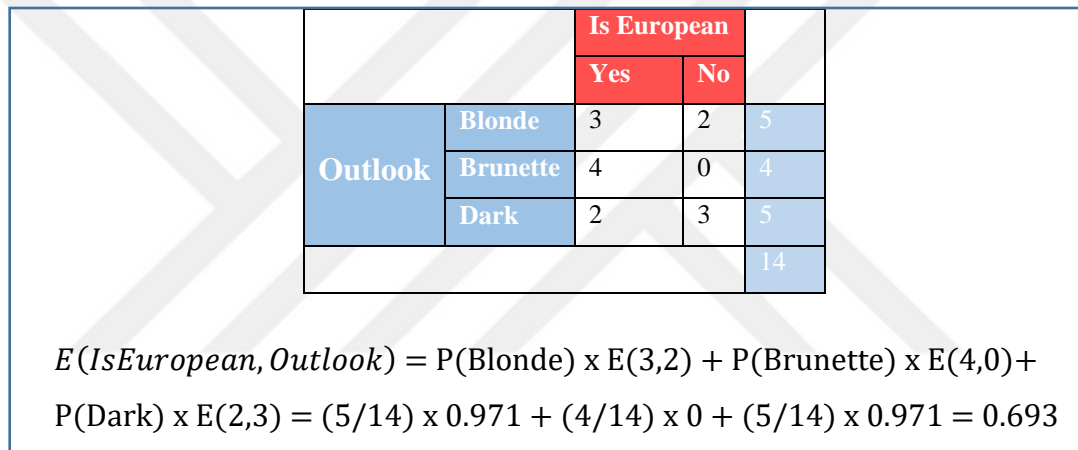 Is European
Yes No
Blonde 3 2 5
Outlook Brunette 4 0 4
Dark 2 3 5
14
E(IsEuropean, Outlook) = P(Blonde) x E(3,2) + P(Brunette) x E(4,0)+
P(Dark) x E(2,3) = (5/14) x 0.971 + (4/14) x 0 + (5/14) x 0.971 = 0.693